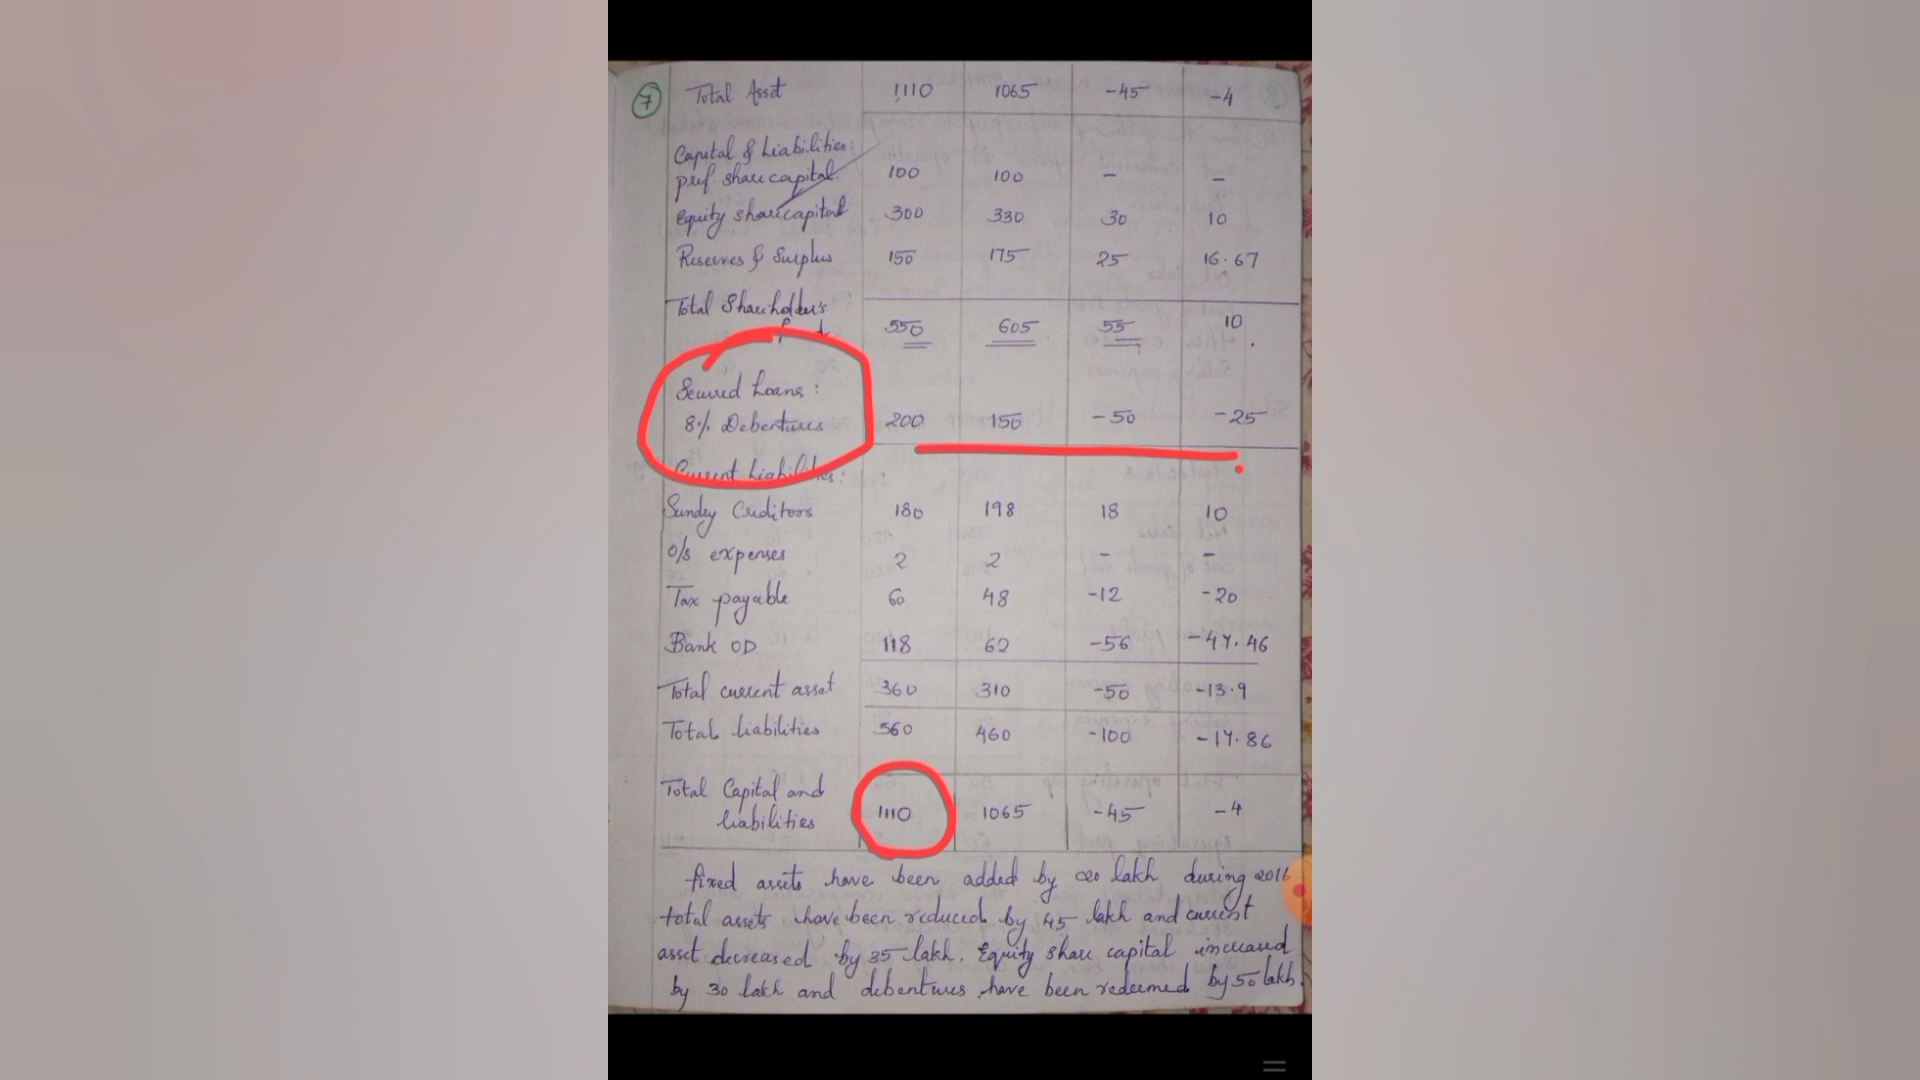 7 Total Asset 1110 1065 -45 -4
Capital & Liabilities:
pref. share capital. 100 100 - -
Equity share capital 300 330 30 10
Reserves & Surplus 150 175 25 16.67
Total Shareholder's
550 605 55 10
Secured Loans:
8% Debentures 200 150 -50 -25
Current Liabilities:
Sundry Creditors 180 198 18 10
O/s expenses 2 2 - -
Tax payable 60 48 -12 -20
Bank OD 118 62 -56 -47.46
Total current asset 360 310 -50 -13.9
Total liabilities 560 460 -100 -17.86
Total Capital and
liabilities 1110 1065 -45 -4
fixed assets have been added by lakh during 2016
total assets have been reduced by 45 lakh and current
asset decreased by 35 lakh. Equity share capital increased
by 30 lakh and debentures have been redeemed by 50 lakh.